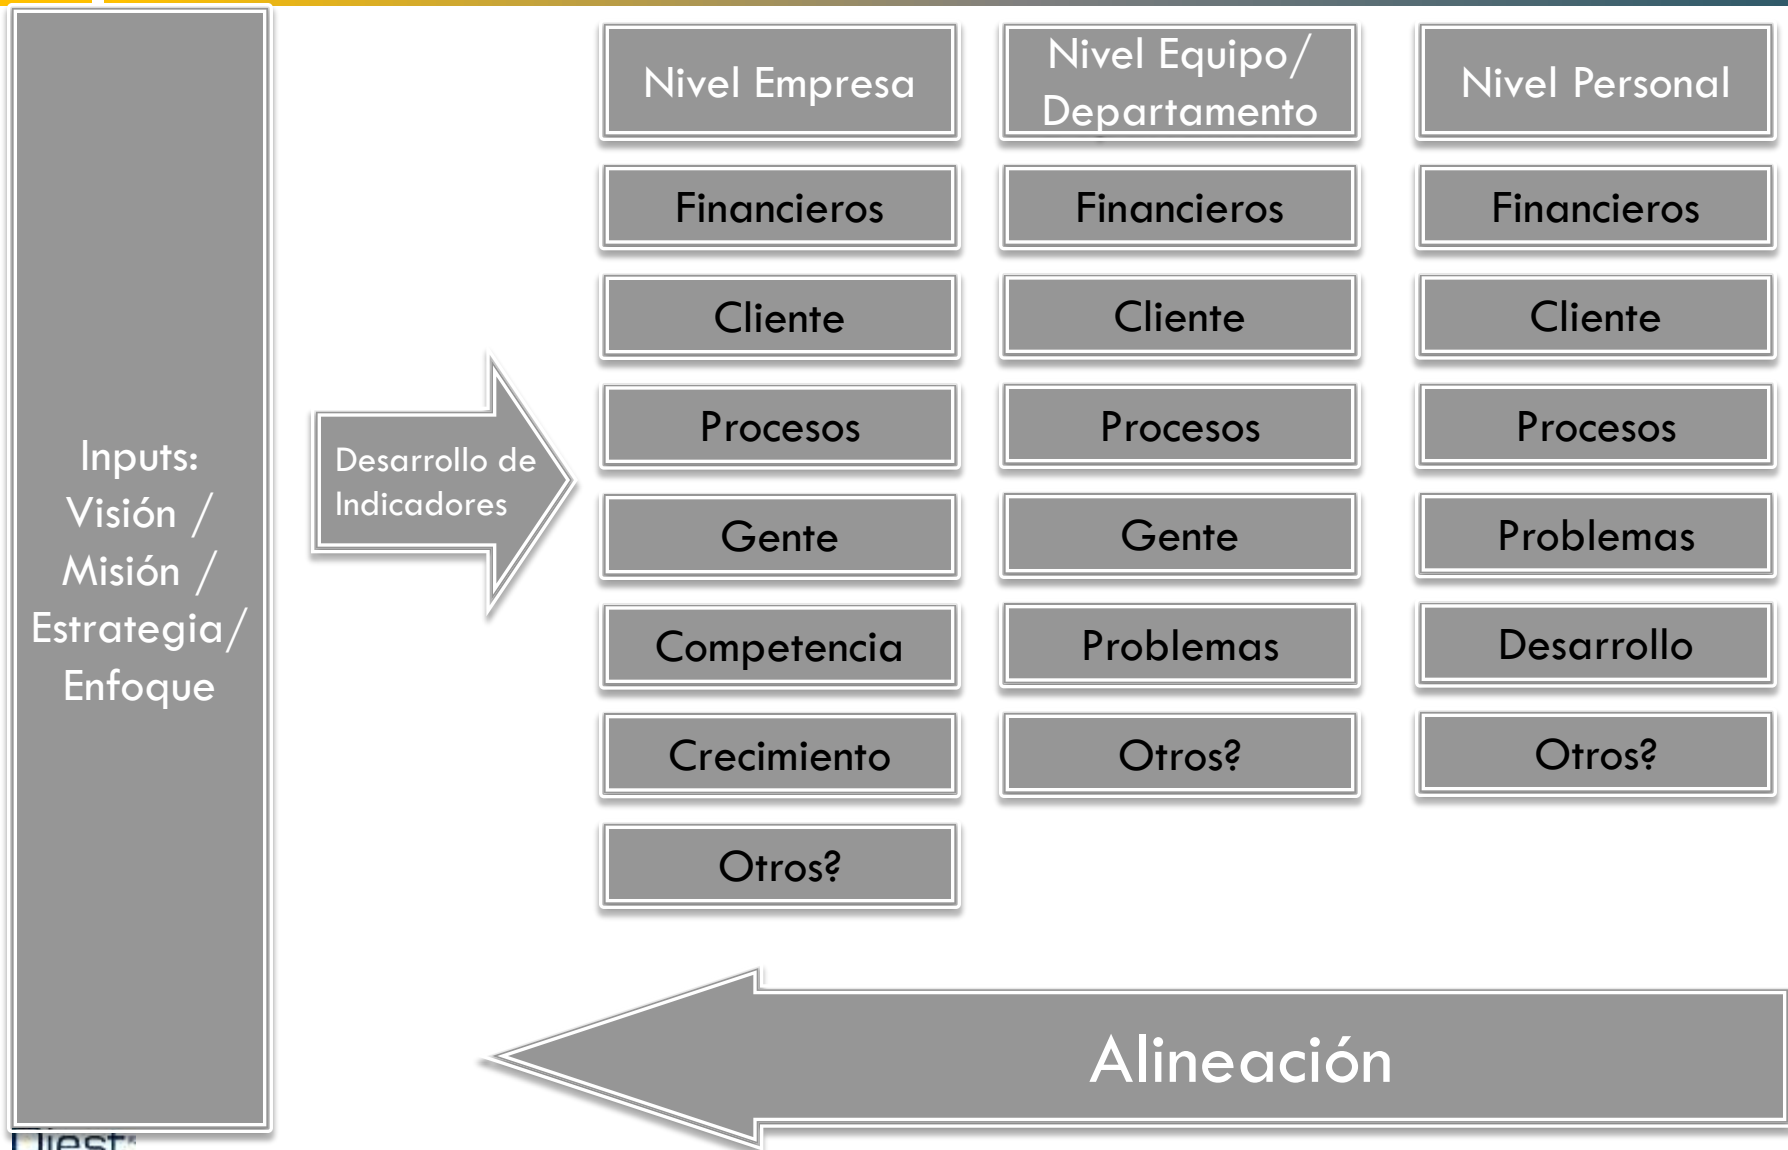 Inputs:
Visión /
Misión /
Estrategia/
Enfoque
Desarrollo de
Indicadores
Nivel Empresa
Financieros
Cliente
Procesos
Gente
Competencia
Crecimiento
Otros?
Nivel Equipo/
Departamento
Financieros
Cliente
Procesos
Gente
Problemas
Otros?
Nivel Personal
Financieros
Cliente
Procesos
Problemas
Desarrollo
Otros?
Alineación